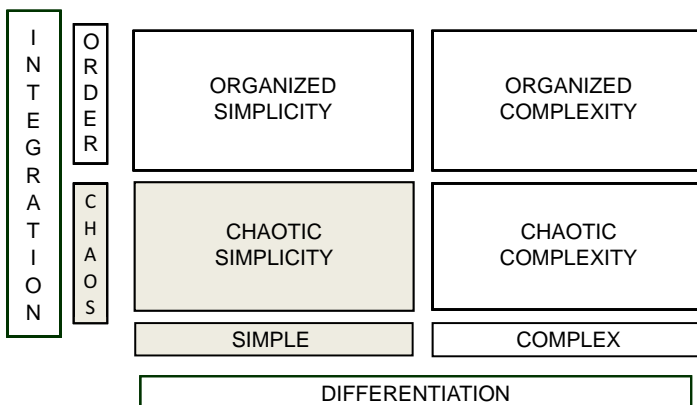 INTEGRATION
ORDER
ORGANIZED
SIMPLICITY
ORGANIZED
COMPLEXITY
CHAOS
CHAOTIC
SIMPLICITY
CHAOTIC
COMPLEXITY
SIMPLE
COMPLEX
DIFFERENTIATION